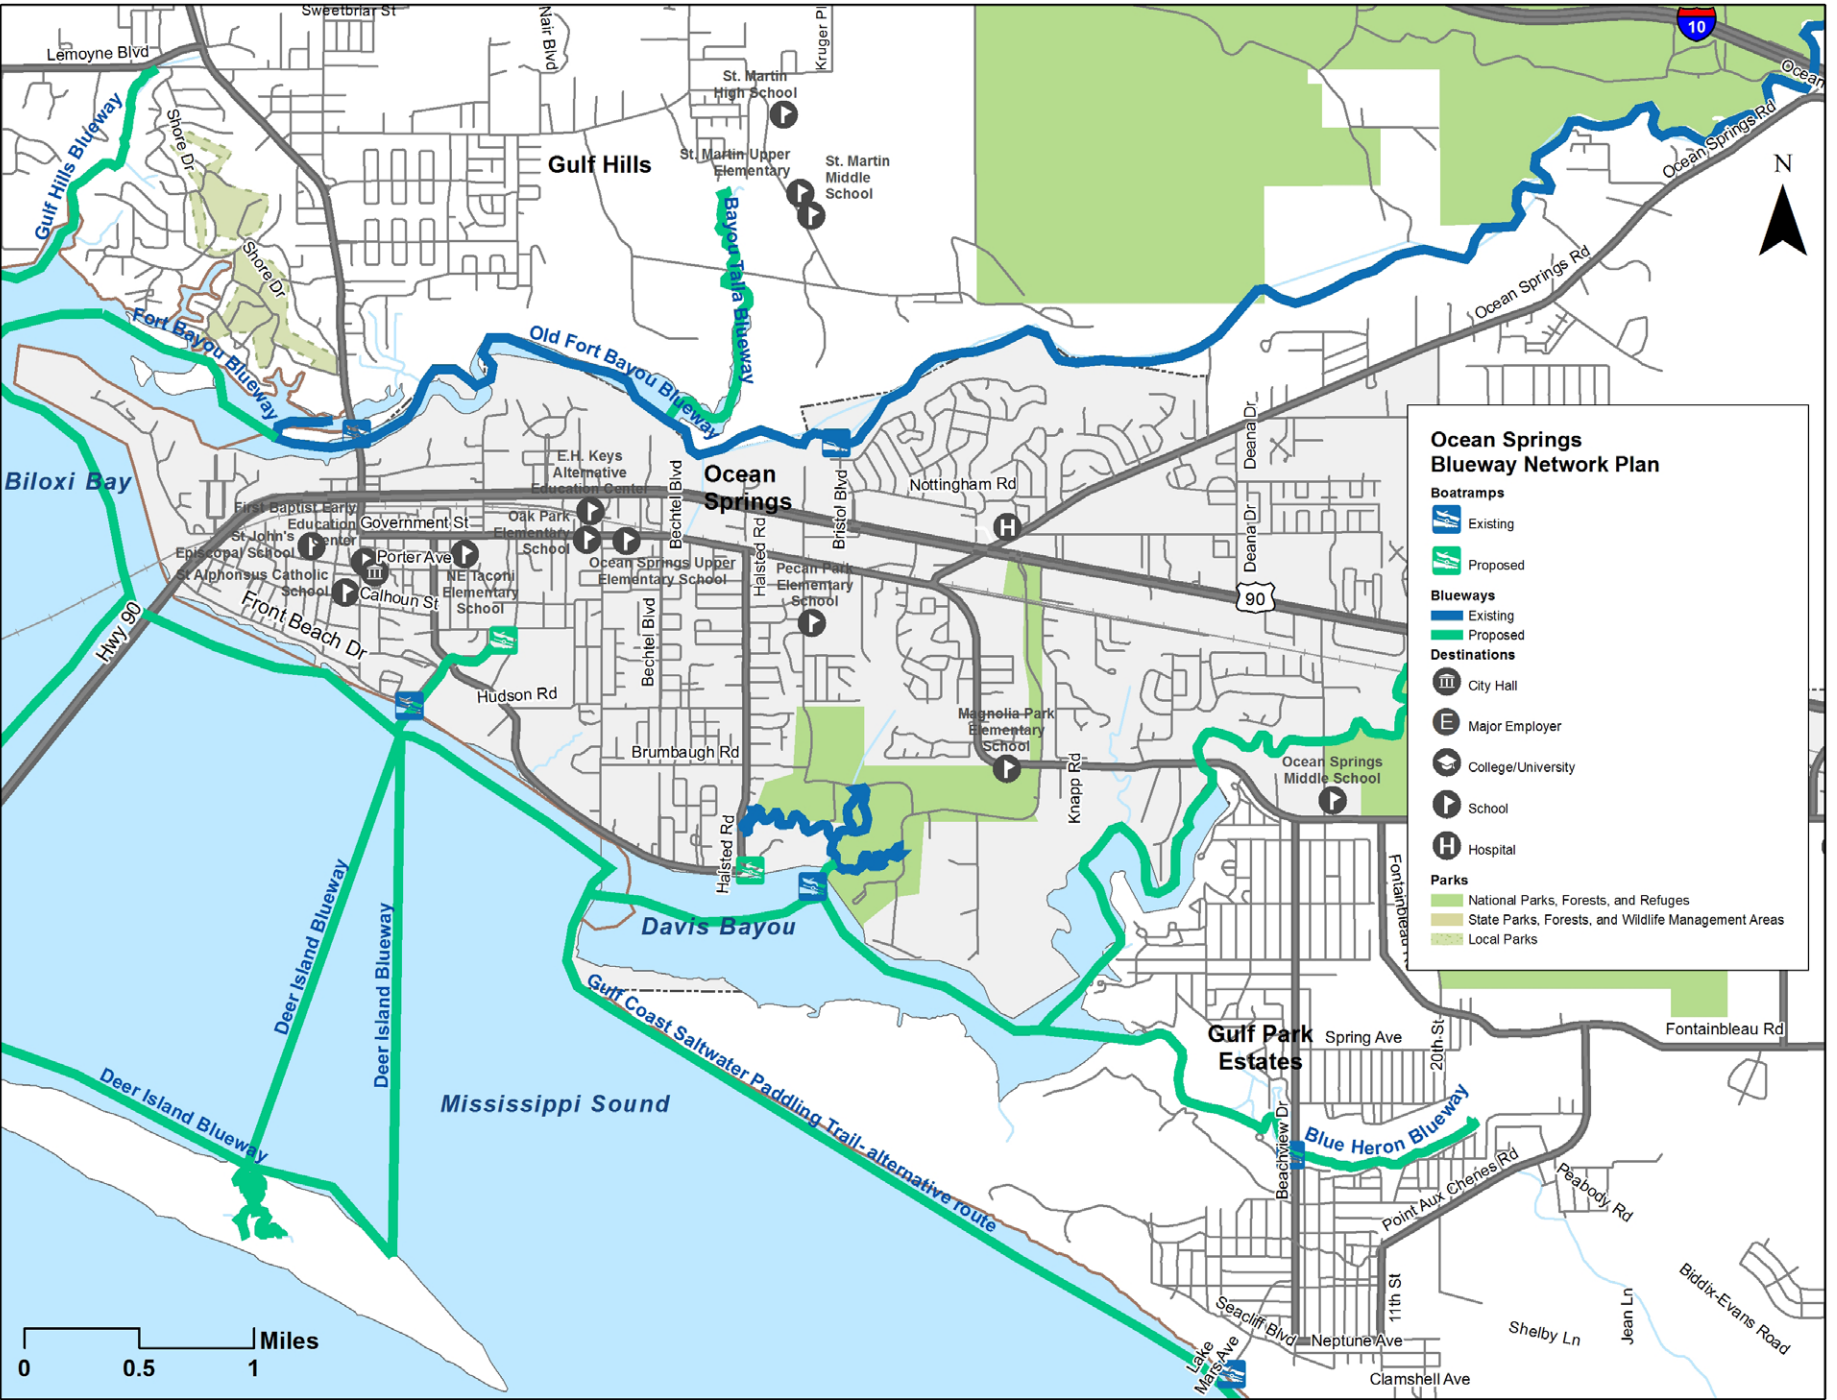 Sweetbriar St
Nair Blvd
Kruger Pl
10
Lemoyne Blvd
Ocean
St. Martin
High School
Gulf Hills Blueway
Shore Dr
Gulf Hills
St. Martin Upper
Elementary
St. Martin
Middle
School
Ocean Springs Rd
N
Bayou Talla Blueway
Shore Dr
Ocean Springs Rd
Fort Bayou Blueway
Old Fort Bayou Blueway
Deana Dr
Biloxi Bay
E.H. Keys
Alternative
Education Center
Bechtel Blvd
Ocean
Springs
Bristol Blvd
Nottingham Rd
First Baptist Early
Education
Center
Government St
Oak Park
Elementary
School
Halsted Rd
Deana Dr
St John's
Episcopal School
Porter Ave
Ocean Springs Upper
Elementary School
Pecan Park
Elementary
School
St Alphonsus Catholic
School
NE Taconi
Elementary
School
Calhoun St
90
Front Beach Dr
Hwy 90
Bechtel Blvd
Hudson Rd
Brumbaugh Rd
Magnolia Park
Elementary
School
Knapp Rd
Ocean Springs
Middle School
Halsted Rd
Davis Bayou
Deer Island Blueway
Deer Island Blueway
Deer Island Blueway
Gulf Coast Saltwater Paddling Trail- alternative route
Mississippi Sound
Gulf Park
Estates
Spring Ave
20th St
Fontainbleau Rd
Fontainbleau
Blue Heron Blueway
Beachview Dr
Point Aux Chenes Rd
Peabody Rd
Biddix-Evans Road
11th St
Jean Ln
Shelby Ln
Seacliff Blvd
Neptune Ave
Lake
Mars Ave
Clamshell Ave
Ocean Springs
Blueway Network Plan
Boatramps
Existing
Proposed
Blueways
Existing
Proposed
Destinations
City Hall
E
Major Employer
College/University
School
H
Hospital
Parks
National Parks, Forests, and Refuges
State Parks, Forests, and Wildlife Management Areas
Local Parks
Miles
0 0.5 1